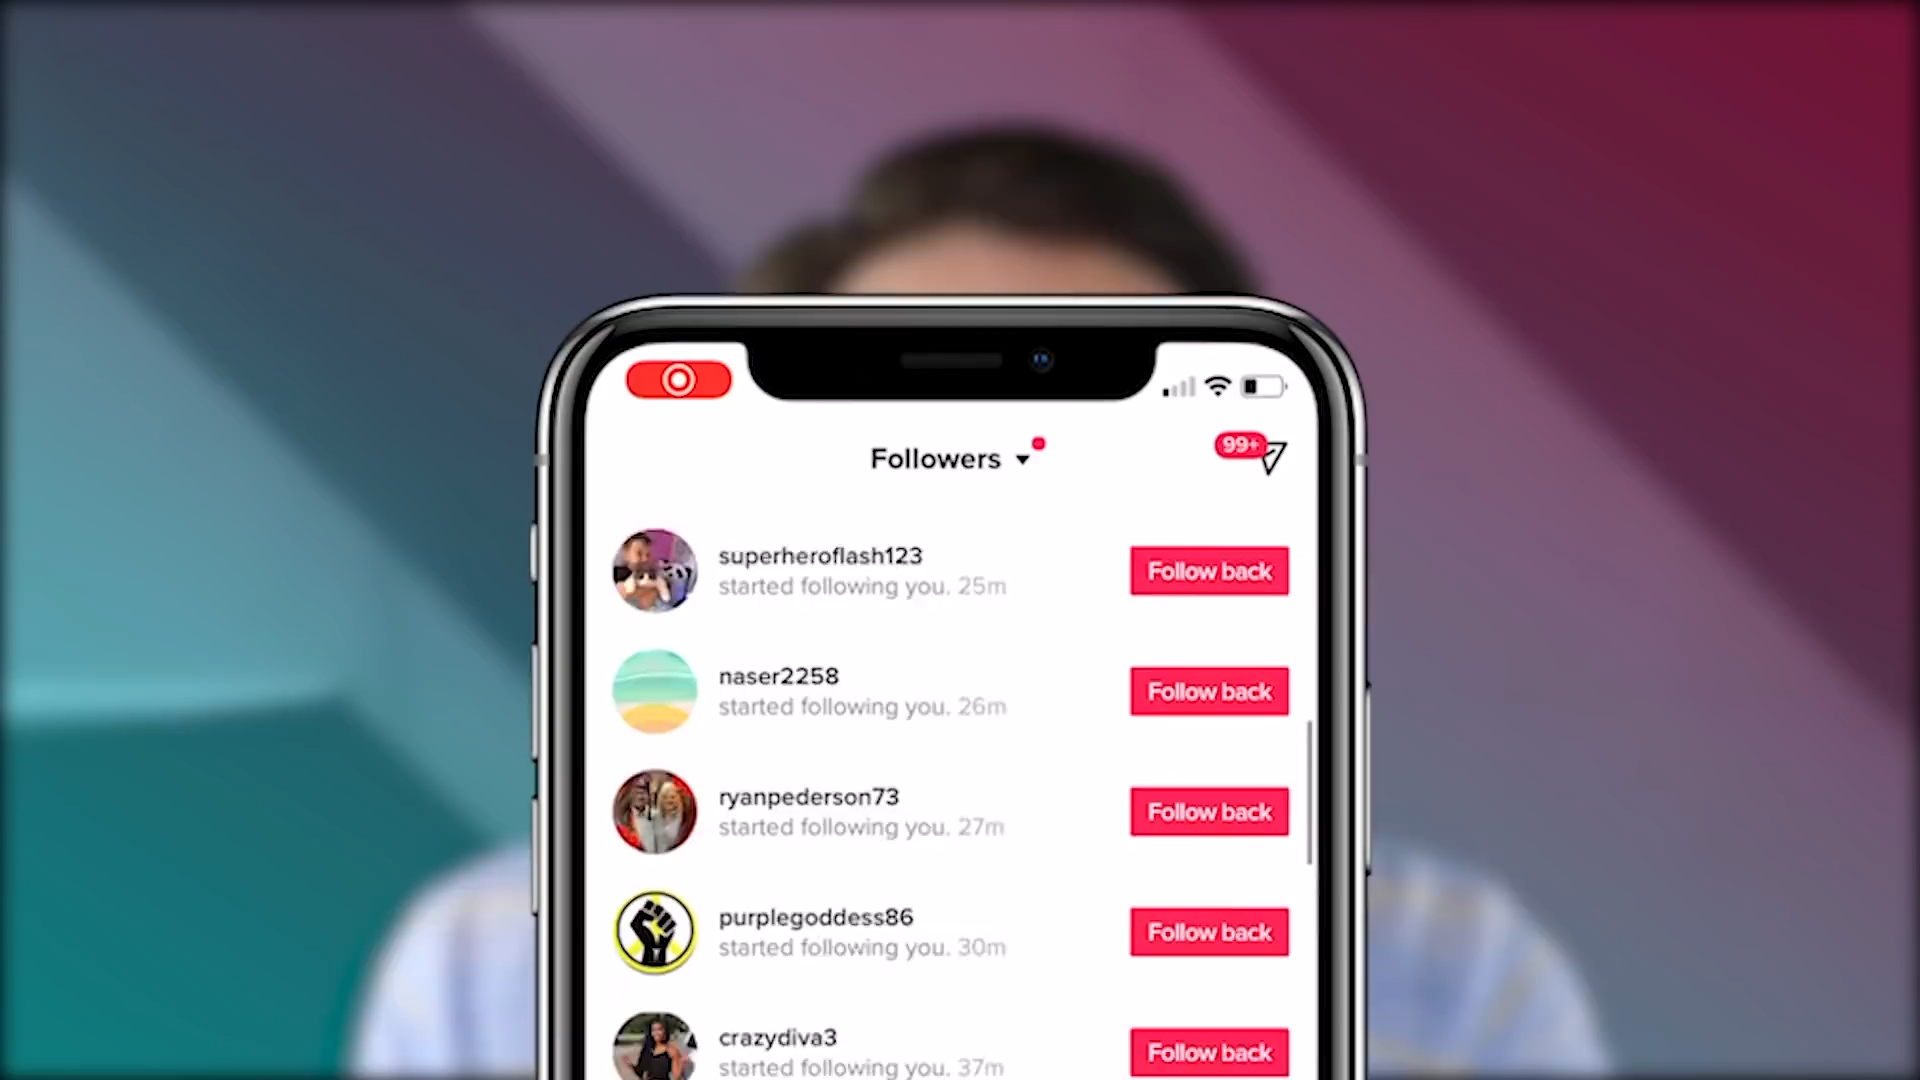 99+
Followers
superheroflash123
started following you. 25m
Follow back
naser2258
started following you. 26m
Follow back
ryanpederson73
started following you. 27m
Follow back
purplegoddess86
started following you. 30m
Follow back
crazydiva3
started following you. 37m
Follow back